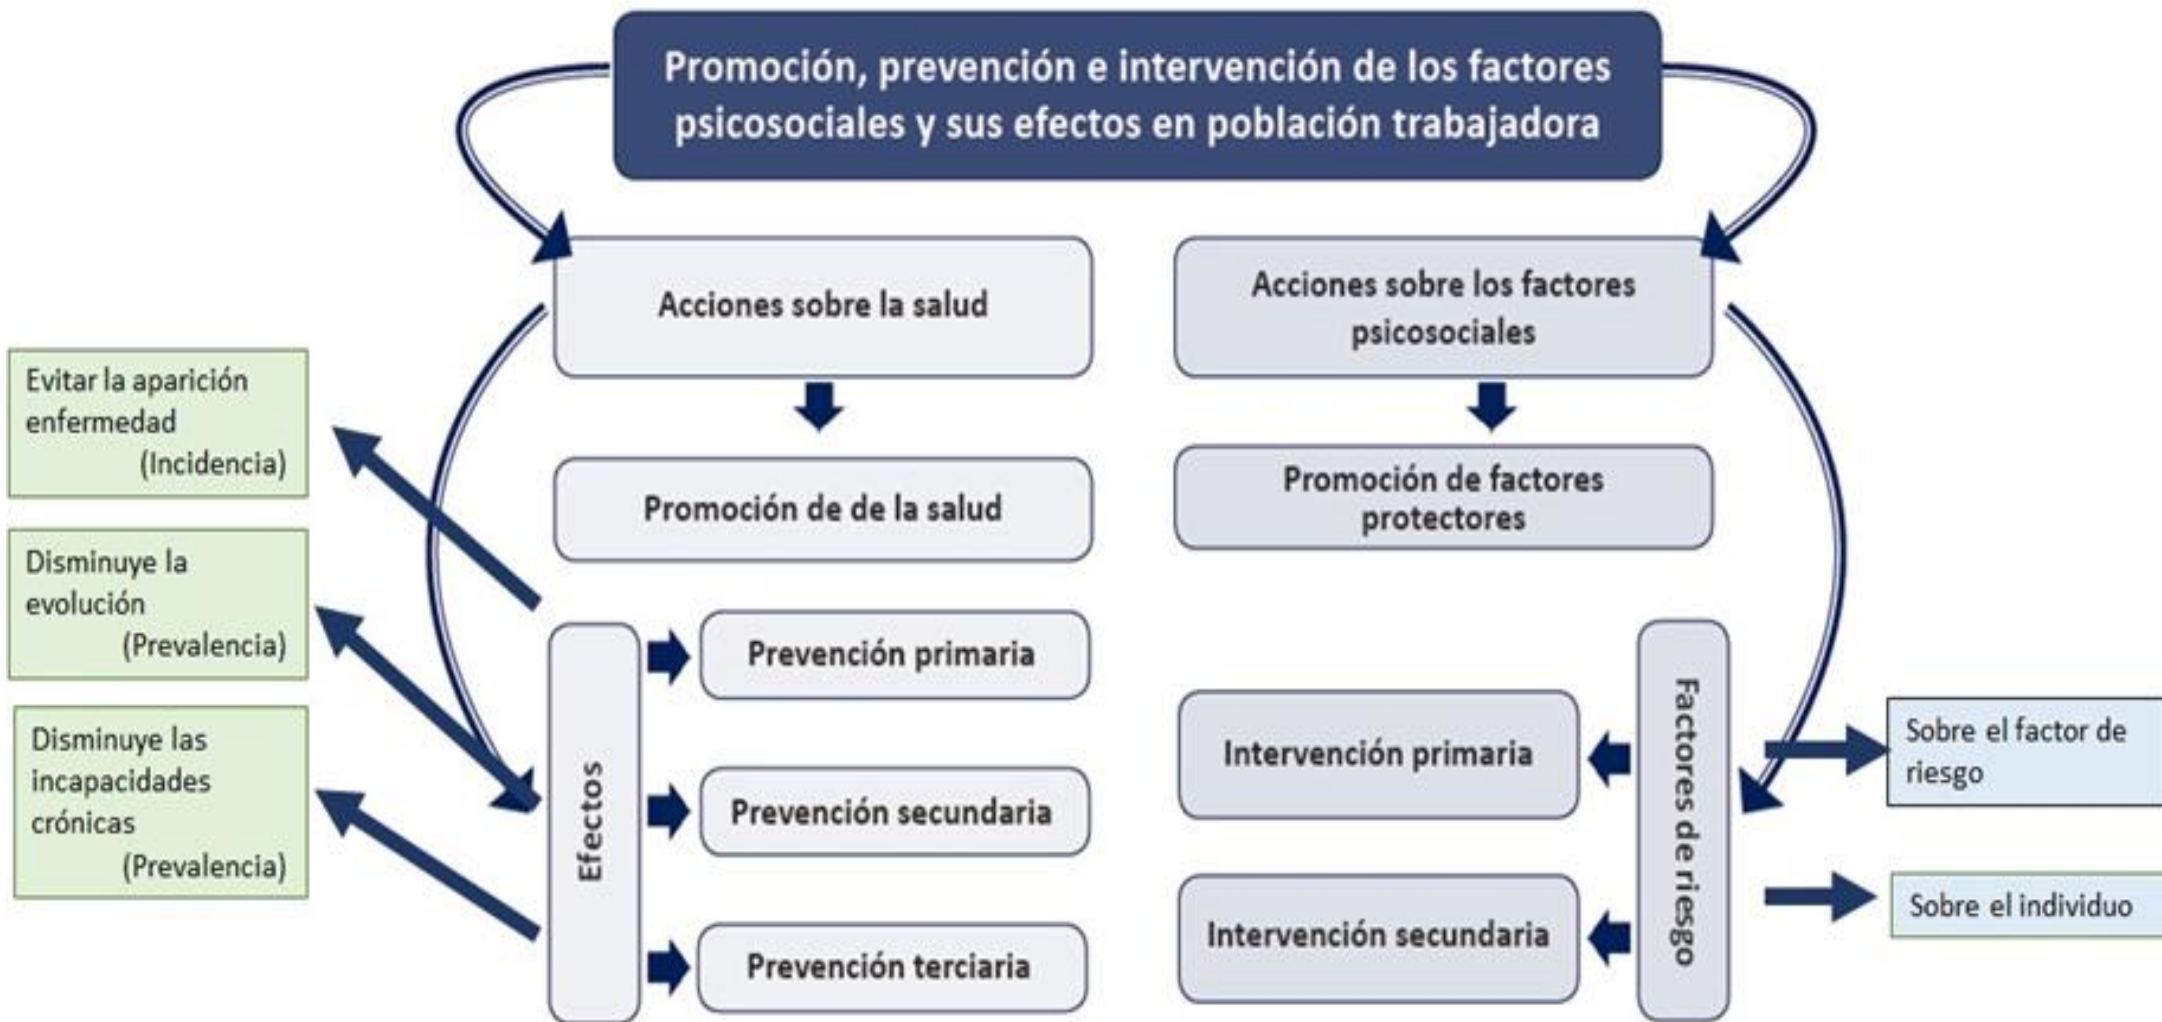 Promoción, prevención e intervención de los factores
psicosociales y sus efectos en población trabajadora
Acciones sobre la salud
Acciones sobre los factores
psicosociales
Evitar la aparición
enfermedad
(Incidencia)
Promoción de de la salud
Promoción de factores
protectores
Disminuye la
evolución
(Prevalencia)
Disminuye las
incapacidades
crónicas
(Prevalencia)
Efectos
Prevención primaria
Prevención secundaria
Prevención terciaria
Intervención primaria
Intervención secundaria
Factores de riesgo
Sobre el factor de
riesgo
Sobre el individuo